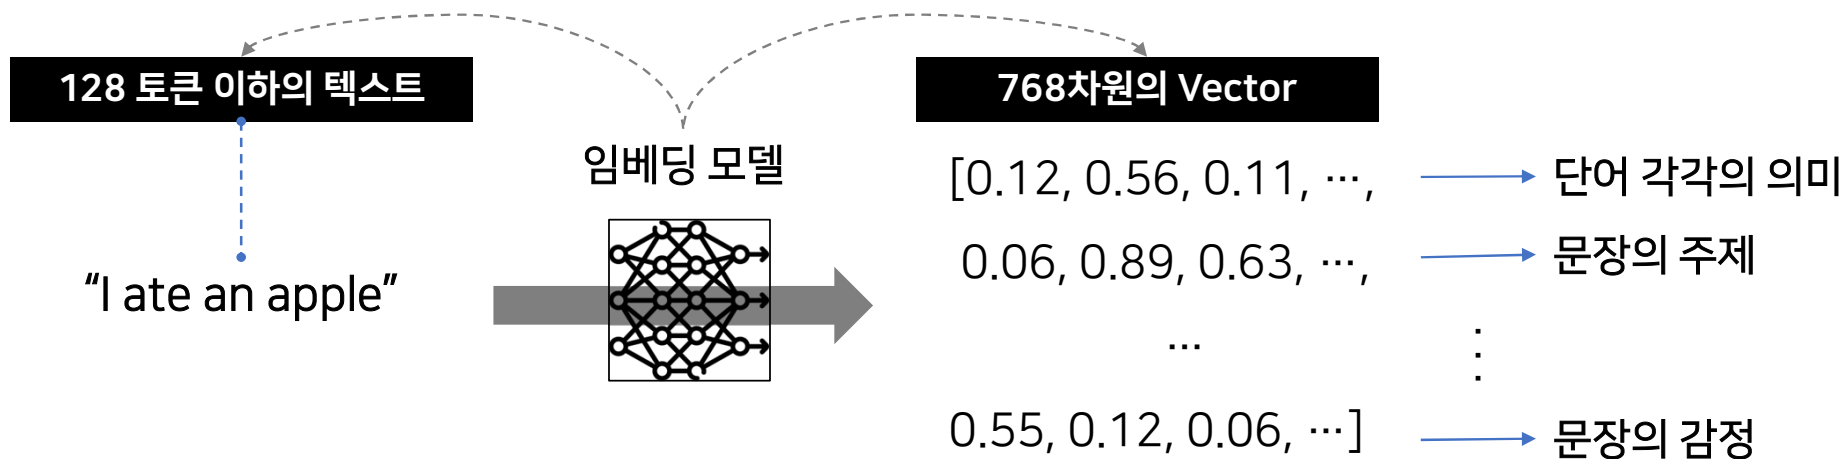 128 토큰 이하의 텍스트
768차원의 Vector
임베딩 모델
“I ate an apple”
[0.12, 0.56, 0.11, …,
단어 각각의 의미
0.06, 0.89, 0.63, …,
문장의 주제
…
0.55, 0.12, 0.06, …]
문장의 감정